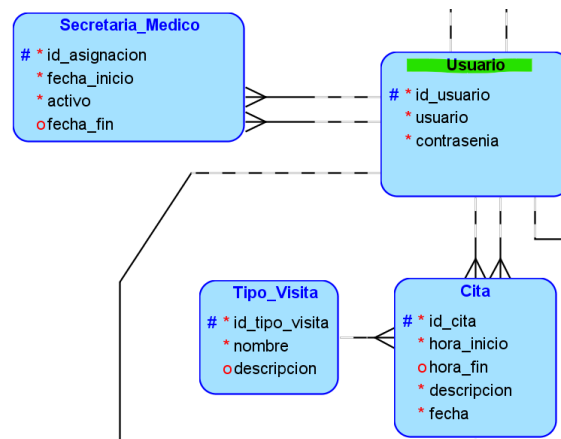 Secretaria_Medico
# * id_asignacion
* fecha_inicio
* activo
o fecha_fin
Usuario
# * id_usuario
* usuario
* contrasenia
Tipo_Visita
# * id_tipo_visita
* nombre
o descripcion
Cita
# * id_cita
* hora_inicio
o hora_fin
* descripcion
* fecha